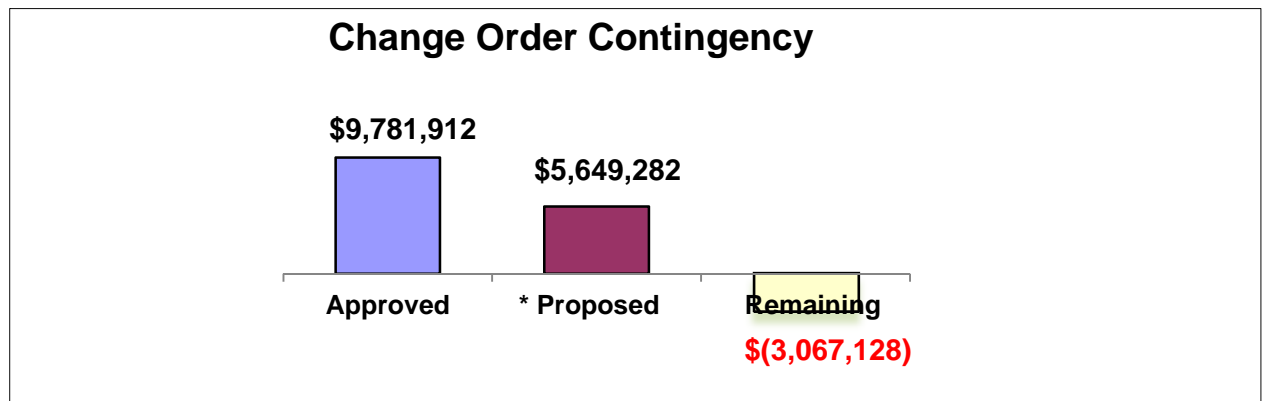 Change Order Contingency
$9,781,912
$5,649,282
Approved
* Proposed
Remaining
$(3,067,128)